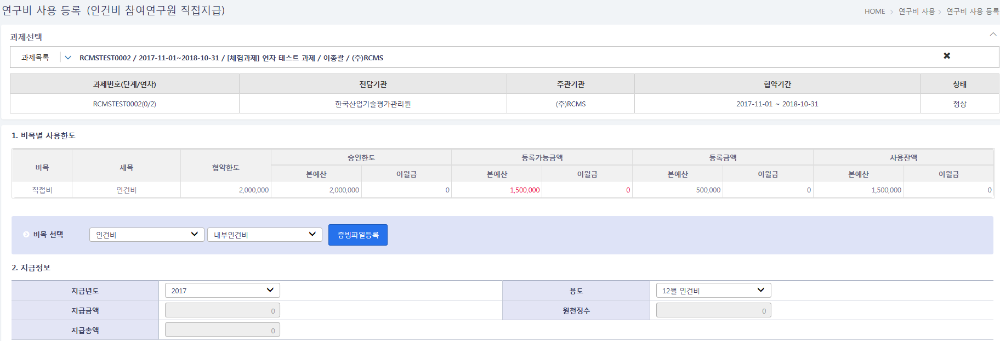 연구비 사용 등록 (인건비 참여연구원 직접지급)
HOME > 연구비 사용 > 연구비 사용 등록
과제선택
과제목록 RCMSTEST0002 / 2017-11-01~2018-10-31 / [체험과제] 연차 테스트 과제 / 이총괄 / (주)RCMS
과제번호(단계/연차) 전담기관 주관기관 협약기간 상태
RCMSTEST0002(0/2) 한국산업기술평가관리원 (주)RCMS 2017-11-01 ~ 2018-10-31 정상
1. 비목별 사용한도
비목 세목 협약한도 승인한도 등록가능금액 등록금액 사용잔액
본예산 이월금 본예산 이월금 본예산 이월금 본예산 이월금
직접비 인건비 2,000,000 2,000,000 0 1,500,000 0 500,000 0 1,500,000 0
비목 선택 인건비 내부인건비 증빙파일등록
2. 지급정보
지급년도 2017 용도 12월 인건비
지급금액 0 원천징수 0
지급총액 0